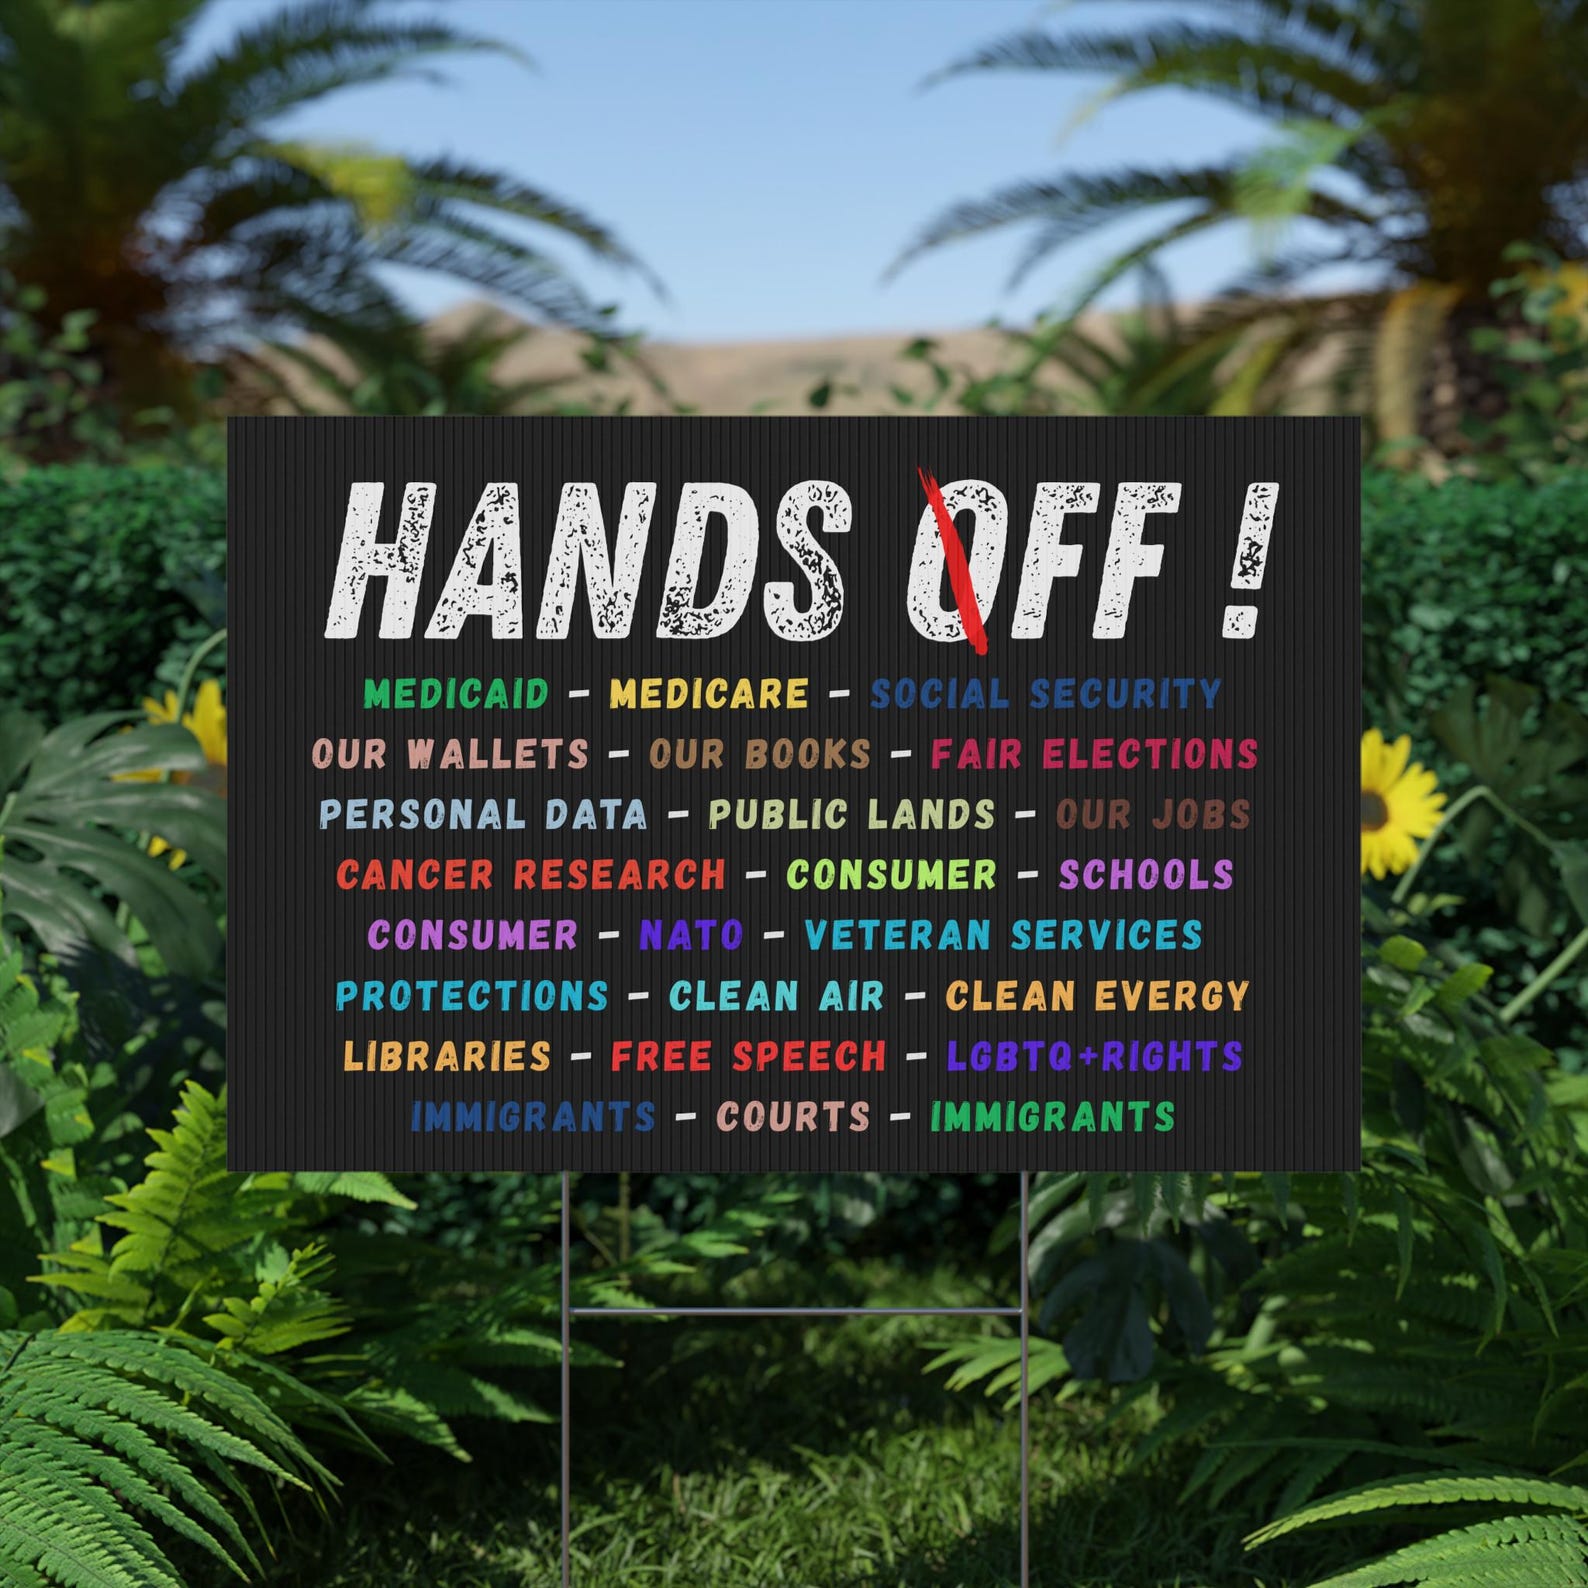 HANDS OFF !
MEDICAID - MEDICARE - SOCIAL SECURITY
OUR WALLETS - OUR BOOKS - FAIR ELECTIONS
PERSONAL DATA - PUBLIC LANDS - OUR JOBS
CANCER RESEARCH - CONSUMER - SCHOOLS
CONSUMER - NATO - VETERAN SERVICES
PROTECTIONS - CLEAN AIR - CLEAN EVERGY
LIBRARIES - FREE SPEECH - LGBTQ+RIGHTS
IMMIGRANTS - COURTS - IMMIGRANTS